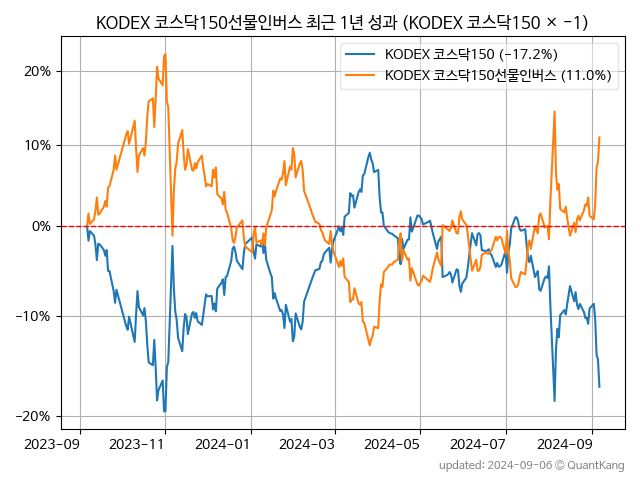 KODEX 코스닥150선물인버스 최근 1년 성과 (KODEX 코스닥150 × −1)
KODEX 코스닥150 (−17.2%)
KODEX 코스닥150선물인버스 (11.0%)
20%
10%
0%
−10%
−20%
2023-09 2023-11 2024-01 2024-03 2024-05 2024-07 2024-09
updated: 2024-09-06 © QuantKang